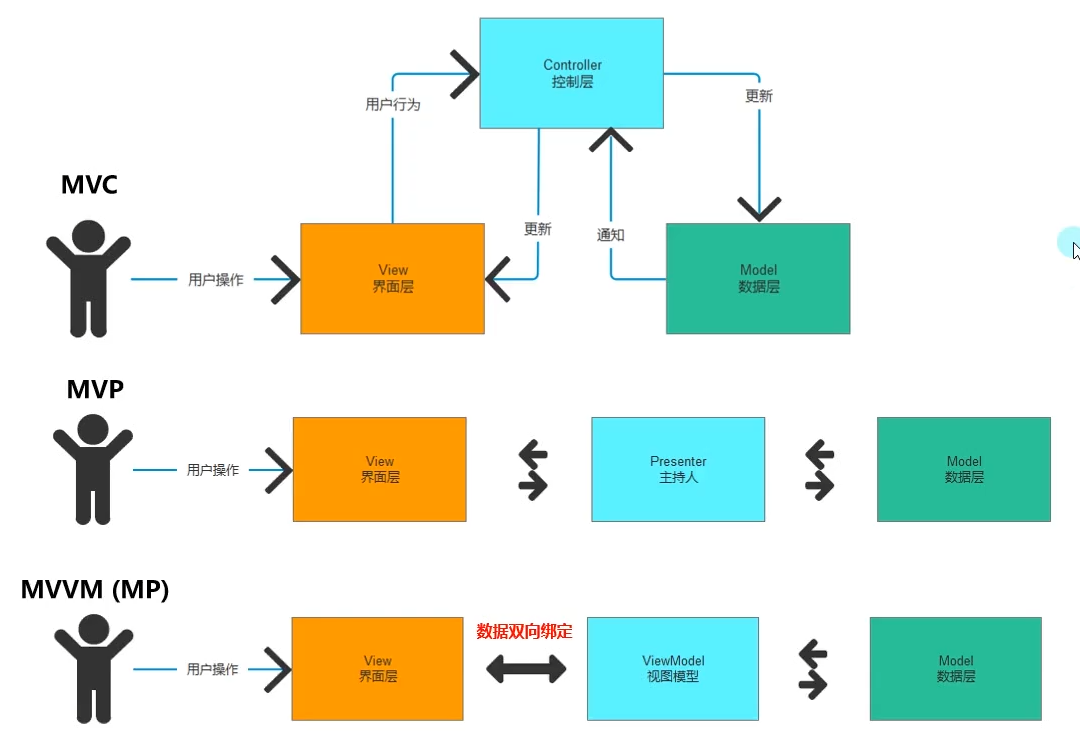 Controller
控制层
用户行为
更新
MVC
更新
通知
用户操作
View
界面层
Model
数据层
MVP
用户操作
View
界面层
Presenter
主持人
Model
数据层
MVVM (MP)
数据双向绑定
用户操作
View
界面层
ViewModel
视图模型
Model
数据层